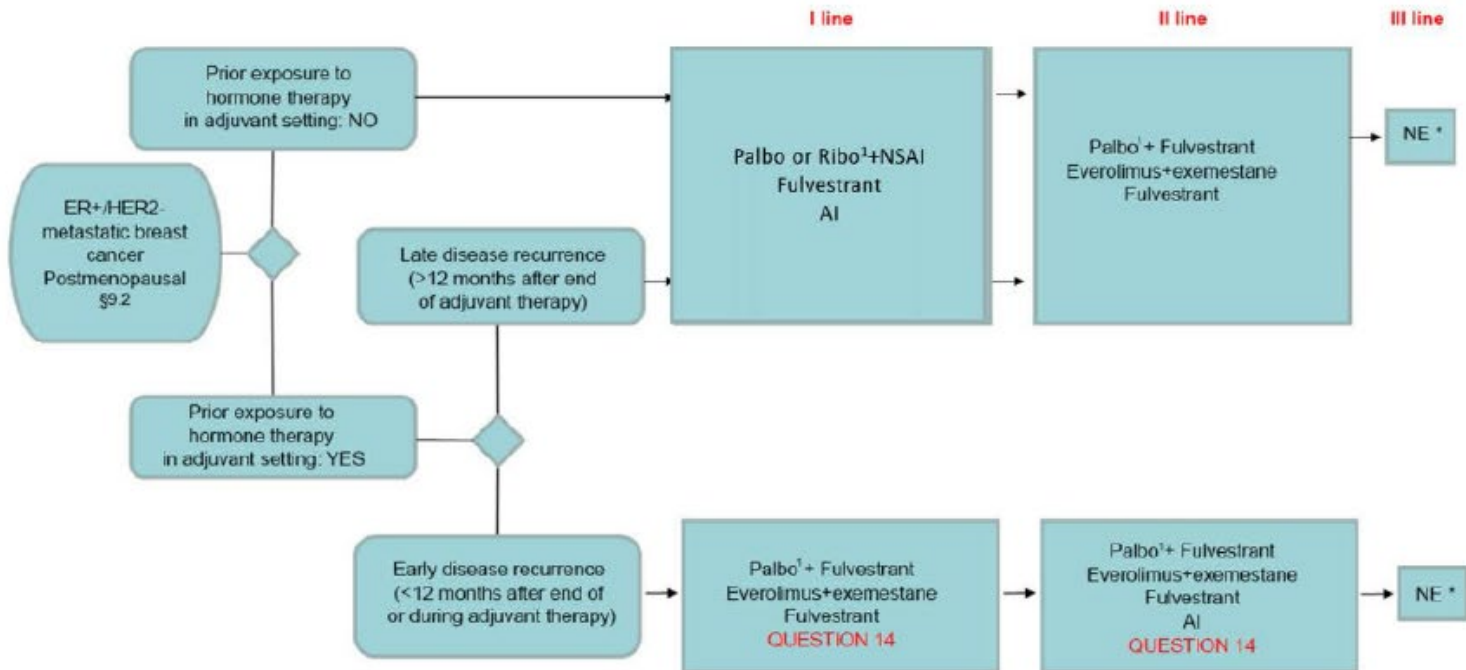 I line
II line
III line
Prior exposure to
hormone therapy
in adjuvant setting: NO
Palbo or Ribo¹+NSAI
Fulvestrant
AI
Palbo¹+ Fulvestrant
Everolimus+exemestane
Fulvestrant
NE *
ER+/HER2-
metastatic breast
cancer
Postmenopausal
§9.2
Late disease recurrence
(>12 months after end
of adjuvant therapy)
Prior exposure to
hormone therapy
in adjuvant setting: YES
Early disease recurrence
(<12 months after end of
or during adjuvant therapy)
Palbo¹+ Fulvestrant
Everolimus+exemestane
Fulvestrant
QUESTION 14
Palbo¹+ Fulvestrant
Everolimus+exemestane
Fulvestrant
AI
QUESTION 14
NE *